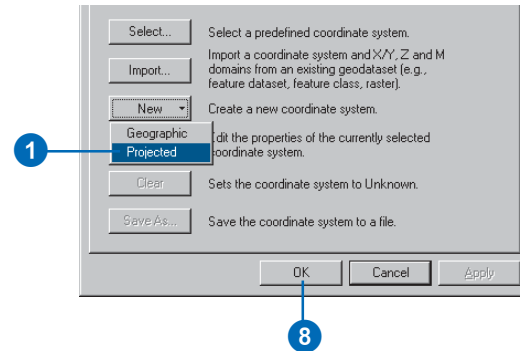 Select...
Select a predefined coordinate system.
Import...
Import a coordinate system and X/Y, Z and M
domains from an existing geodataset (e.g.,
feature dataset, feature class, raster).
New
Create a new coordinate system.
Geographic
Projected
dit the properties of the currently selected
oordinate system.
Clear
Sets the coordinate system to Unknown.
Save As...
Save the coordinate system to a file.
1
OK
Cancel
Apply
8